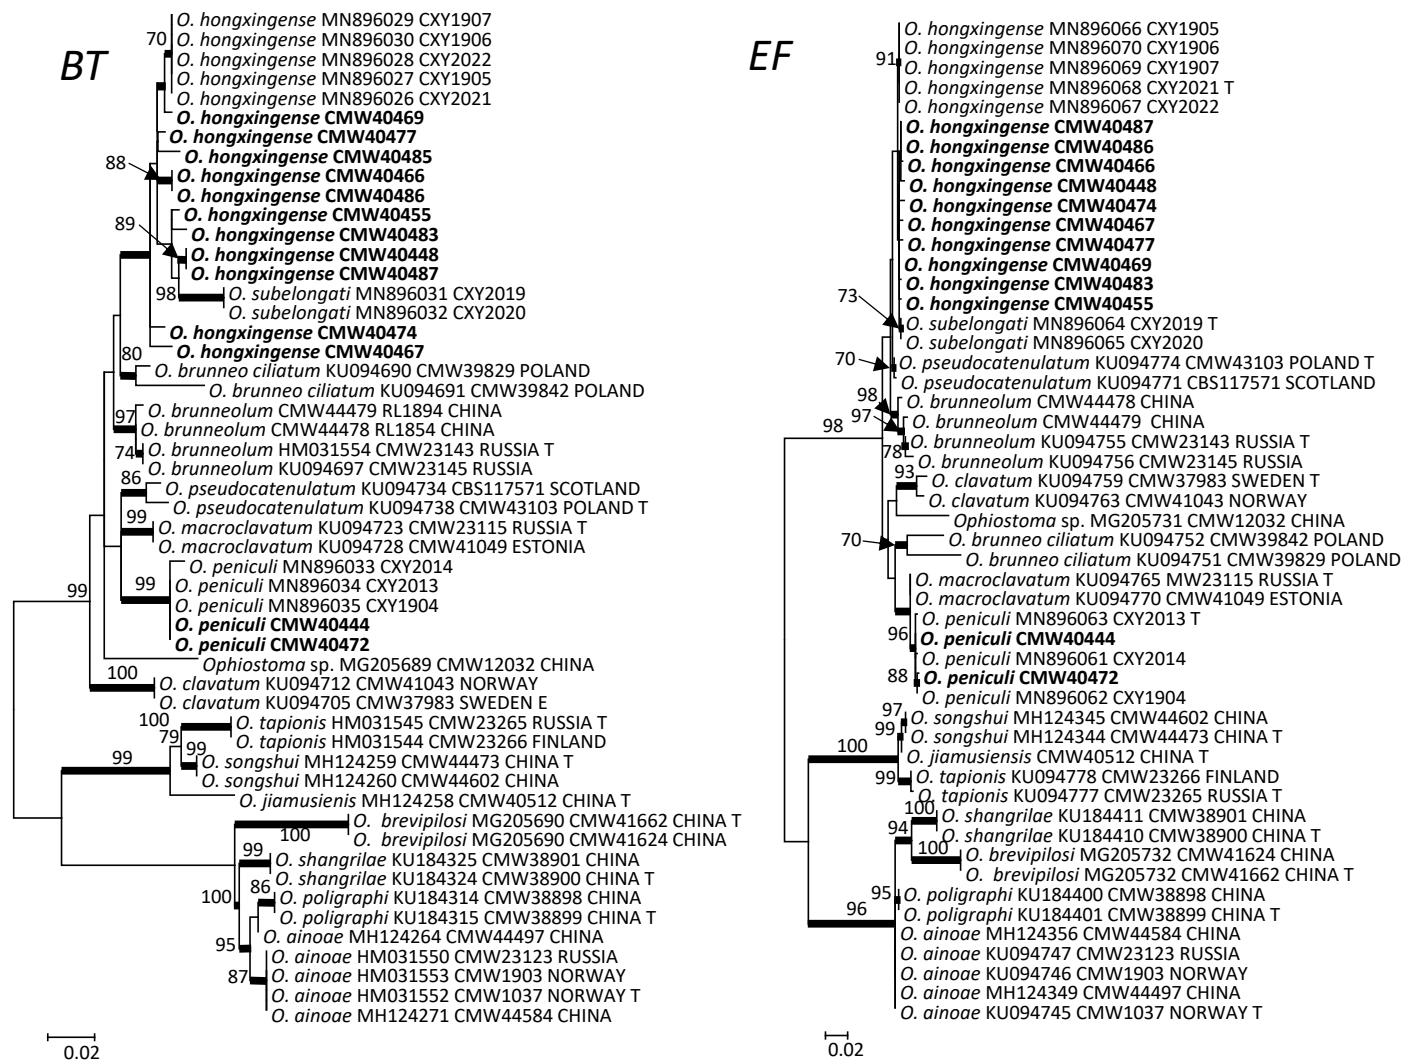 BT
O. hongxingense MN896029 CXY1907
O. hongxingense MN896030 CXY1906
70
O. hongxingense MN896028 CXY2022
O. hongxingense MN896027 CXY1905
O. hongxingense MN896026 CXY2021
O. hongxingense CMW40469
O. hongxingense CMW40477
O. hongxingense CMW40485
88
O. hongxingense CMW40466
O. hongxingense CMW40486
O. hongxingense CMW40455
89
O. hongxingense CMW40483
O. hongxingense CMW40448
O. hongxingense CMW40487
98
O. subelongati MN896031 CXY2019
O. subelongati MN896032 CXY2020
O. hongxingense CMW40474
O. hongxingense CMW40467
80
O. brunneo ciliatum KU094690 CMW39829 POLAND
O. brunneo ciliatum KU094691 CMW39842 POLAND
O. brunneolum CMW44479 RL1894 CHINA
97
O. brunneolum CMW44478 RL1854 CHINA
74
O. brunneolum HM031554 CMW23143 RUSSIA T
O. brunneolum KU094697 CMW23145 RUSSIA
86
O. pseudocatenulatum KU094734 CBS117571 SCOTLAND
O. pseudocatenulatum KU094738 CMW43103 POLAND T
99
O. macroclavatum KU094723 CMW23115 RUSSIA T
O. macroclavatum KU094728 CMW41049 ESTONIA
O. peniculi MN896033 CXY2014
99
O. peniculi MN896034 CXY2013
99
O. peniculi MN896035 CXY1904
O. peniculi CMW40444
O. peniculi CMW40472
Ophiostoma sp. MG205689 CMW12032 CHINA
100
O. clavatum KU094712 CMW41043 NORWAY
O. clavatum KU094705 CMW37983 SWEDEN E
100
O. tapionis HM031545 CMW23265 RUSSIA T
79
O. tapionis HM031544 CMW23266 FINLAND
99
99
O. songshui MH124259 CMW44473 CHINA T
O. songshui MH124260 CMW44602 CHINA
O. jiamusienis MH124258 CMW40512 CHINA T
O. brevipilosi MG205690 CMW41662 CHINA T
100
O. brevipilosi MG205690 CMW41624 CHINA
99
O. shangrilae KU184325 CMW38901 CHINA
O. shangrilae KU184324 CMW38900 CHINA T
100
86
O. poligraphi KU184314 CMW38898 CHINA
O. poligraphi KU184315 CMW38899 CHINA T
95
O. ainoae MH124264 CMW44497 CHINA
O. ainoae HM031550 CMW23123 RUSSIA
87
O. ainoae HM031553 CMW1903 NORWAY
O. ainoae HM031552 CMW1037 NORWAY T
O. ainoae MH124271 CMW44584 CHINA
0.02
EF
O. hongxingense MN896066 CXY1905
O. hongxingense MN896070 CXY1906
91
O. hongxingense MN896069 CXY1907
O. hongxingense MN896068 CXY2021 T
O. hongxingense MN896067 CXY2022
O. hongxingense CMW40487
O. hongxingense CMW40486
O. hongxingense CMW40466
O. hongxingense CMW40448
O. hongxingense CMW40474
O. hongxingense CMW40467
O. hongxingense CMW40477
O. hongxingense CMW40469
O. hongxingense CMW40483
73
O. hongxingense CMW40455
O. subelongati MN896064 CXY2019 T
O. subelongati MN896065 CXY2020
70
O. pseudocatenulatum KU094774 CMW43103 POLAND T
O. pseudocatenulatum KU094771 CBS117571 SCOTLAND
98
O. brunneolum CMW44478 CHINA
98
97
O. brunneolum CMW44479 CHINA
78
O. brunneolum KU094755 CMW23143 RUSSIA T
O. brunneolum KU094756 CMW23145 RUSSIA
93
O. clavatum KU094759 CMW37983 SWEDEN T
O. clavatum KU094763 CMW41043 NORWAY
Ophiostoma sp. MG205731 CMW12032 CHINA
70
O. brunneo ciliatum KU094752 CMW39842 POLAND
O. brunneo ciliatum KU094751 CMW39829 POLAND
O. macroclavatum KU094765 MW23115 RUSSIA T
O. macroclavatum KU094770 CMW41049 ESTONIA
O. peniculi MN896063 CXY2013 T
96
O. peniculi CMW40444
O. peniculi MN896061 CXY2014
88
O. peniculi CMW40472
O. peniculi MN896062 CXY1904
97
O. songshui MH124345 CMW44602 CHINA
99
O. songshui MH124344 CMW44473 CHINA T
100
O. jiamusiensis CMW40512 CHINA T
99
O. tapionis KU094778 CMW23266 FINLAND
O. tapionis KU094777 CMW23265 RUSSIA T
100
O. shangrilae KU184411 CMW38901 CHINA
94
O. shangrilae KU184410 CMW38900 CHINA T
100
O. brevipilosi MG205732 CMW41624 CHINA
O. brevipilosi MG205732 CMW41662 CHINA T
95
O. poligraphi KU184400 CMW38898 CHINA
96
O. poligraphi KU184401 CMW38899 CHINA T
O. ainoae MH124356 CMW44584 CHINA
O. ainoae KU094747 CMW23123 RUSSIA
O. ainoae KU094746 CMW1903 NORWAY
O. ainoae MH124349 CMW44497 CHINA
O. ainoae KU094745 CMW1037 NORWAY T
0.02